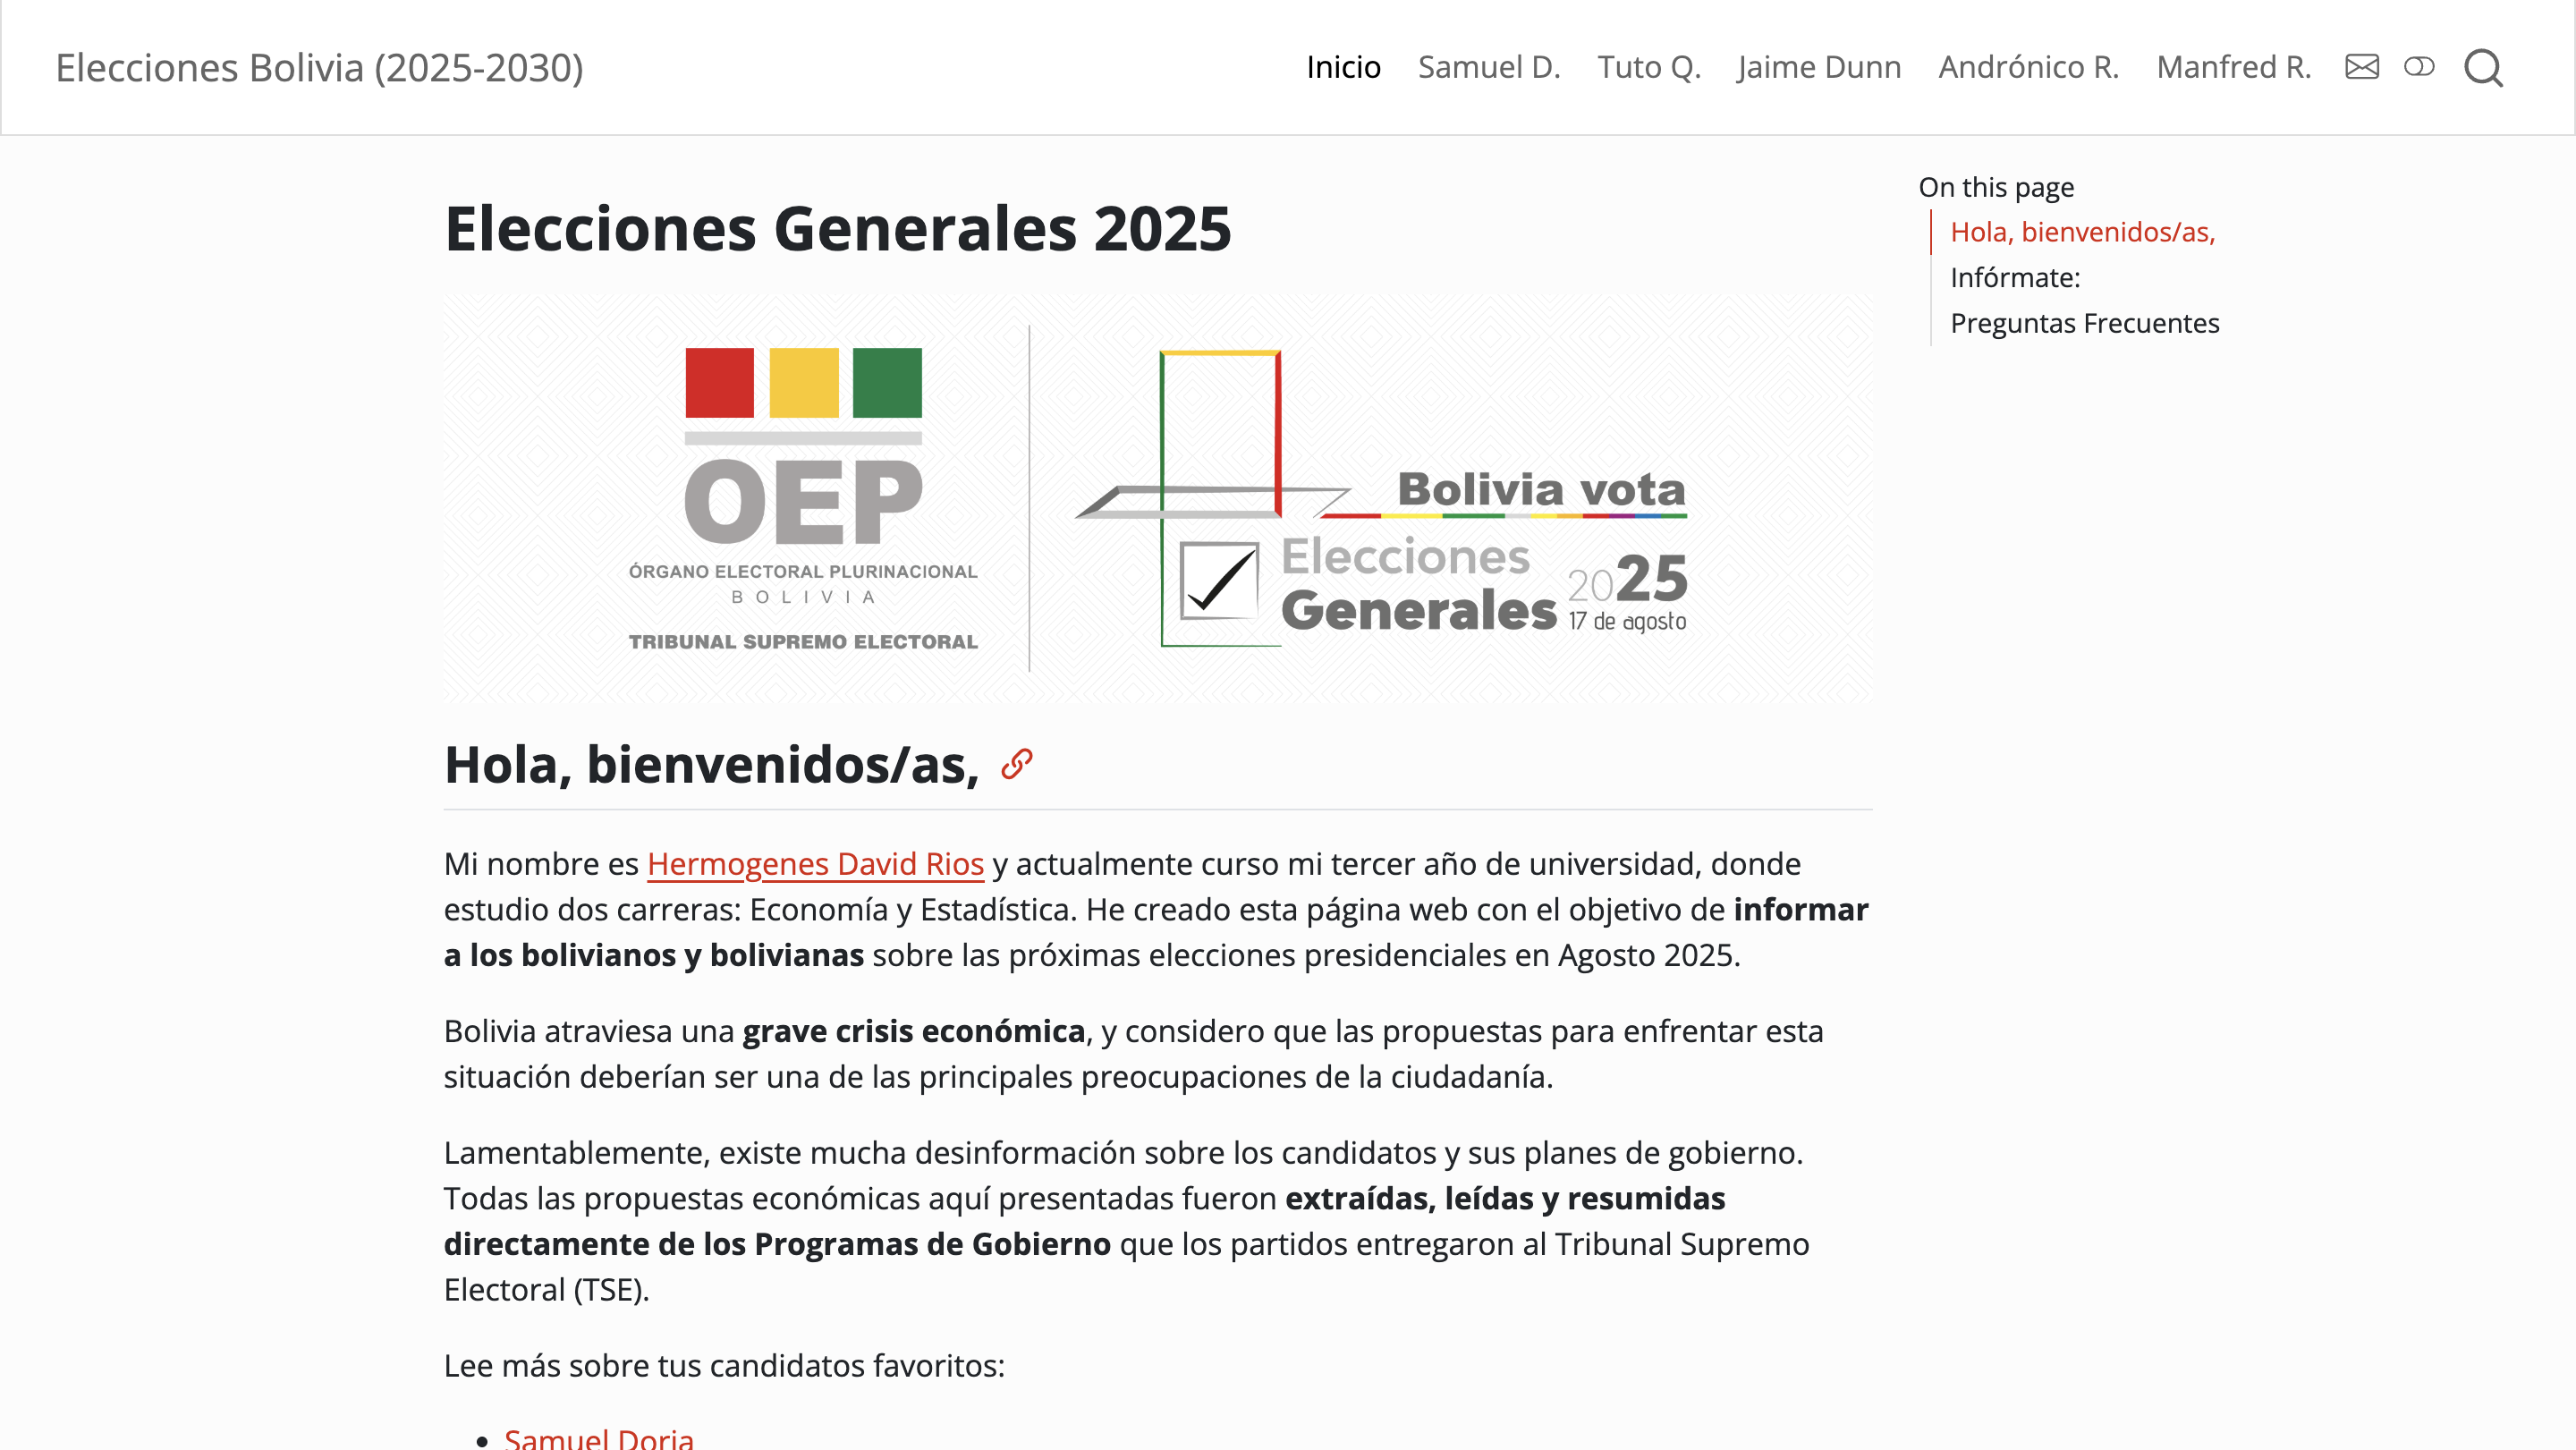 Elecciones Bolivia (2025-2030)
Inicio Samuel D. Tuto Q. Jaime Dunn Andrónico R. Manfred R.
Elecciones Generales 2025
OEP
ÓRGANO ELECTORAL PLURINACIONAL
BOLIVIA
TRIBUNAL SUPREMO ELECTORAL
Bolivia vota
Elecciones
Generales 2025
17 de agosto
Hola, bienvenidos/as,
Mi nombre es Hermogenes David Rios y actualmente curso mi tercer año de universidad, donde
estudio dos carreras: Economía y Estadística. He creado esta página web con el objetivo de informar
a los bolivianos y bolivianas sobre las próximas elecciones presidenciales en Agosto 2025.
Bolivia atraviesa una grave crisis económica, y considero que las propuestas para enfrentar esta
situación deberían ser una de las principales preocupaciones de la ciudadanía.
Lamentablemente, existe mucha desinformación sobre los candidatos y sus planes de gobierno.
Todas las propuestas económicas aquí presentadas fueron extraídas, leídas y resumidas
directamente de los Programas de Gobierno que los partidos entregaron al Tribunal Supremo
Electoral (TSE).
Lee más sobre tus candidatos favoritos:
• Samuel Doria
On this page
Hola, bienvenidos/as,
Infórmate:
Preguntas Frecuentes